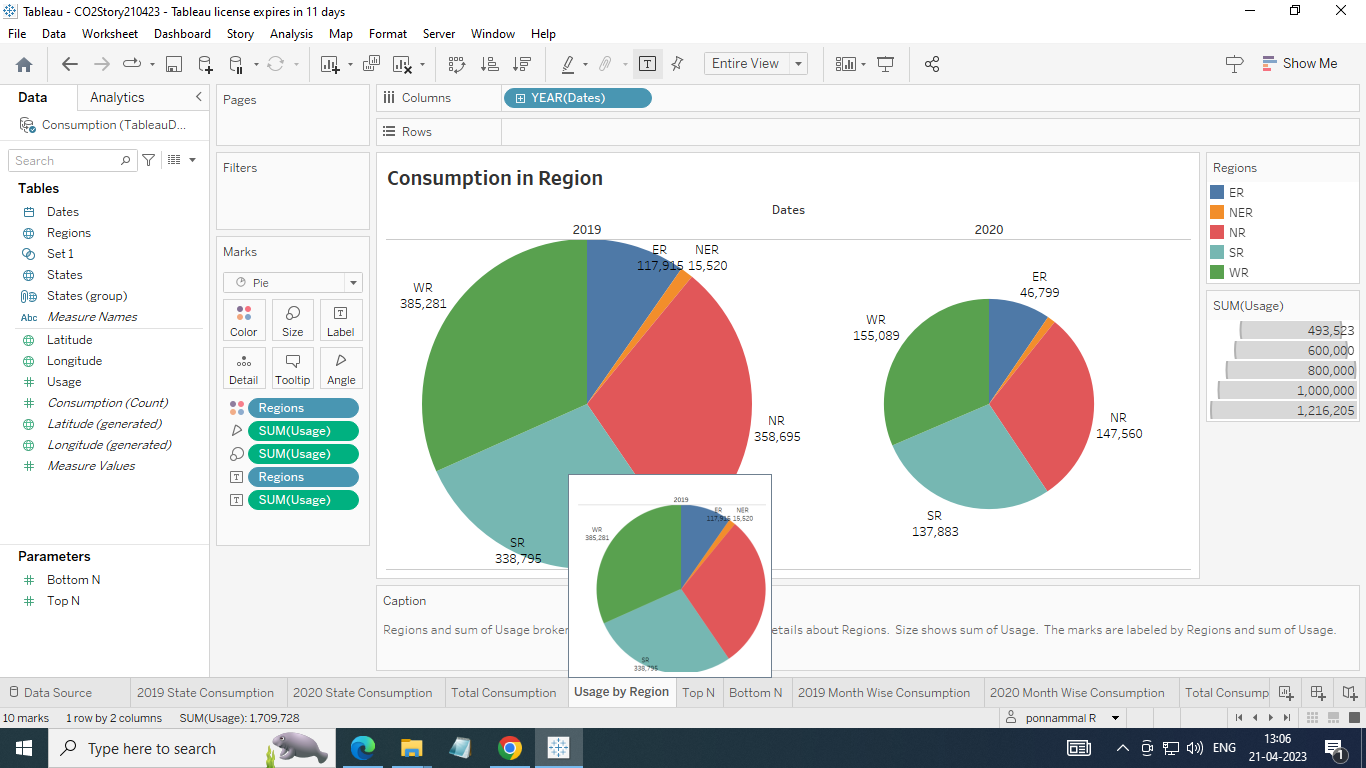 Tableau - CO2Story210423 - Tableau license expires in 11 days
File Data Worksheet Dashboard Story Analysis Map Format Server Window Help
Entire View
Show Me
Data Analytics
Consumption (TableauD...
Search
Tables
Dates
Regions
Set 1
States
States (group)
Abc Measure Names
Latitude
Longitude
Usage
Consumption (Count)
Latitude (generated)
Longitude (generated)
Measure Values
Parameters
Bottom N
Top N
Pages
Filters
Marks
Pie
Color Size Label
Detail Tooltip Angle
Regions
SUM(Usage)
SUM(Usage)
Regions
SUM(Usage)
Columns YEAR(Dates)
Rows
Consumption in Region
Dates
2019 2020
ER
117,915
NER
15,520
WR
385,281
NR
358,695
SR
338,795
ER
46,799
WR
155,089
NR
147,560
SR
137,883
2019
ER
117,915
NER
15,520
WR
385,281
SR
338,795
Regions
ER
NER
NR
SR
WR
SUM(Usage)
493,523
600,000
800,000
1,000,000
1,216,205
Caption
Regions and sum of Usage broken etails about Regions. Size shows sum of Usage. The marks are labeled by Regions and sum of Usage.
Data Source 2019 State Consumption 2020 State Consumption Total Consumption Usage by Region Top N Bottom N 2019 Month Wise Consumption 2020 Month Wise Consumption Total Consump
10 marks 1 row by 2 columns SUM(Usage): 1,709,728 ponnammal R
Type here to search
ENG
13:06
21-04-2023
1